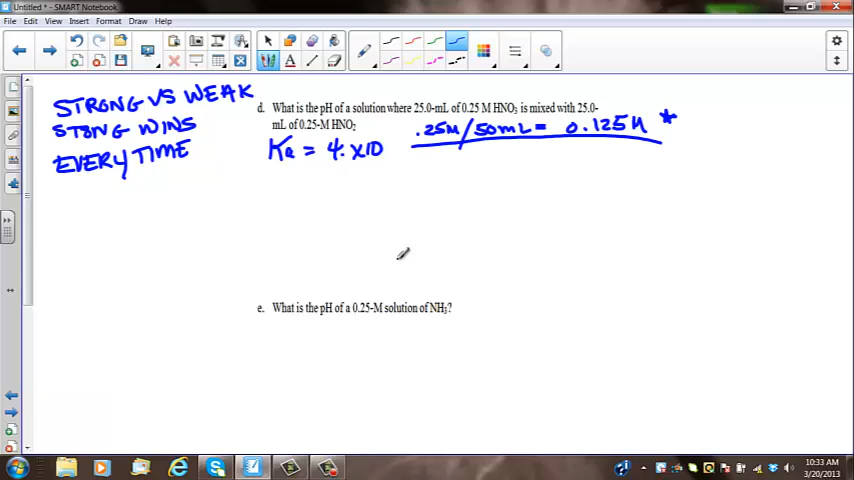 Untitled * - SMART Notebook
File Edit View Insert Format Draw Help
STRONG VS WEAK
STRONG WINS
EVERY TIME
d. What is the pH of a solution where 25.0-mL of 0.25 M HNO₃ is mixed with 25.0-
mL of 0.25-M HNO₂
.25M/50mL = 0.125M *
Ka = 4. x10
e. What is the pH of a 0.25-M solution of NH₃?
10:33 AM
3/20/2013